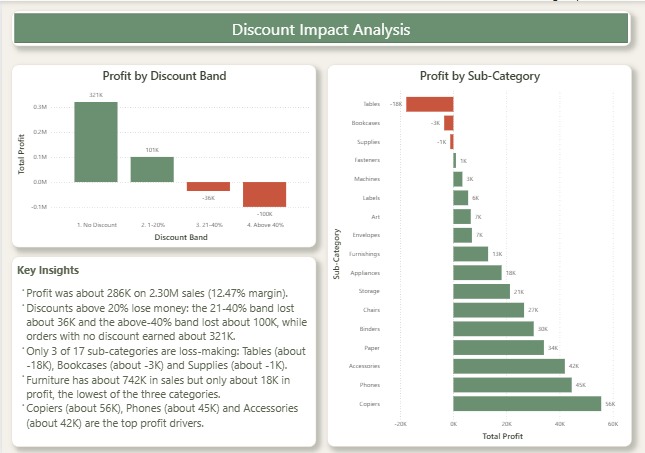 Discount Impact Analysis
Profit by Discount Band
321K
0.3M
0.2M
101K
0.1M
0.0M
-36K
-0.1M
-100K
1. No Discount
2. 1-20%
3. 21-40%
4. Above 40%
Total Profit
Discount Band
Key Insights
Profit was about 286K on 2.30M sales (12.47% margin).
Discounts above 20% lose money: the 21-40% band lost
about 36K and the above-40% band lost about 100K, while
orders with no discount earned about 321K.
Only 3 of 17 sub-categories are loss-making: Tables (about
-18K), Bookcases (about -3K) and Supplies (about -1K).
Furniture has about 742K in sales but only about 18K in
profit, the lowest of the three categories.
Copiers (about 56K), Phones (about 45K) and Accessories
(about 42K) are the top profit drivers.
Profit by Sub-Category
Sub-Category
Tables -18K
Bookcases -3K
Supplies -1K
Fasteners 1K
Machines 3K
Labels 6K
Art 7K
Envelopes 7K
Furnishings 13K
Appliances 18K
Storage 21K
Chairs 27K
Binders 30K
Paper 34K
Accessories 42K
Phones 45K
Copiers 56K
-20K 0K 20K 40K 60K
Total Profit